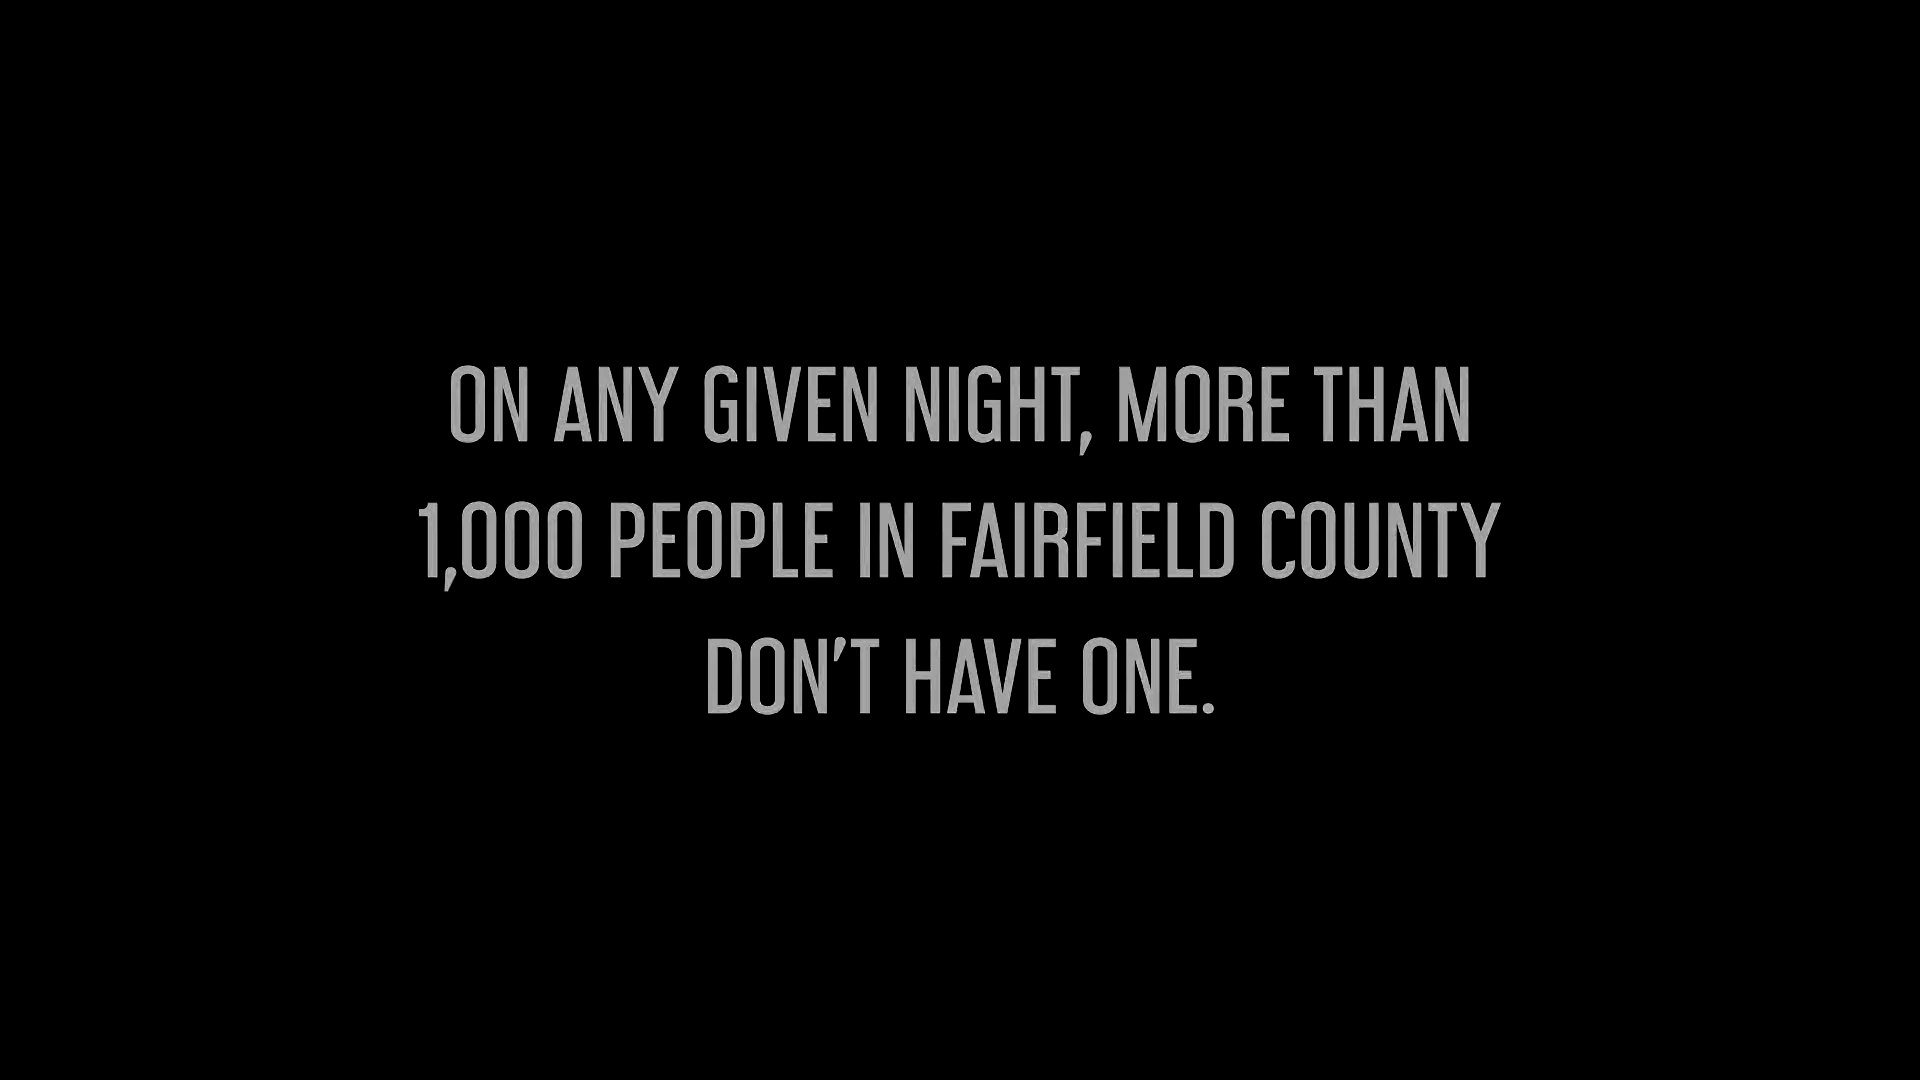 ON ANY GIVEN NIGHT, MORE THAN
1,000 PEOPLE IN FAIRFIELD COUNTY
DON'T HAVE ONE.